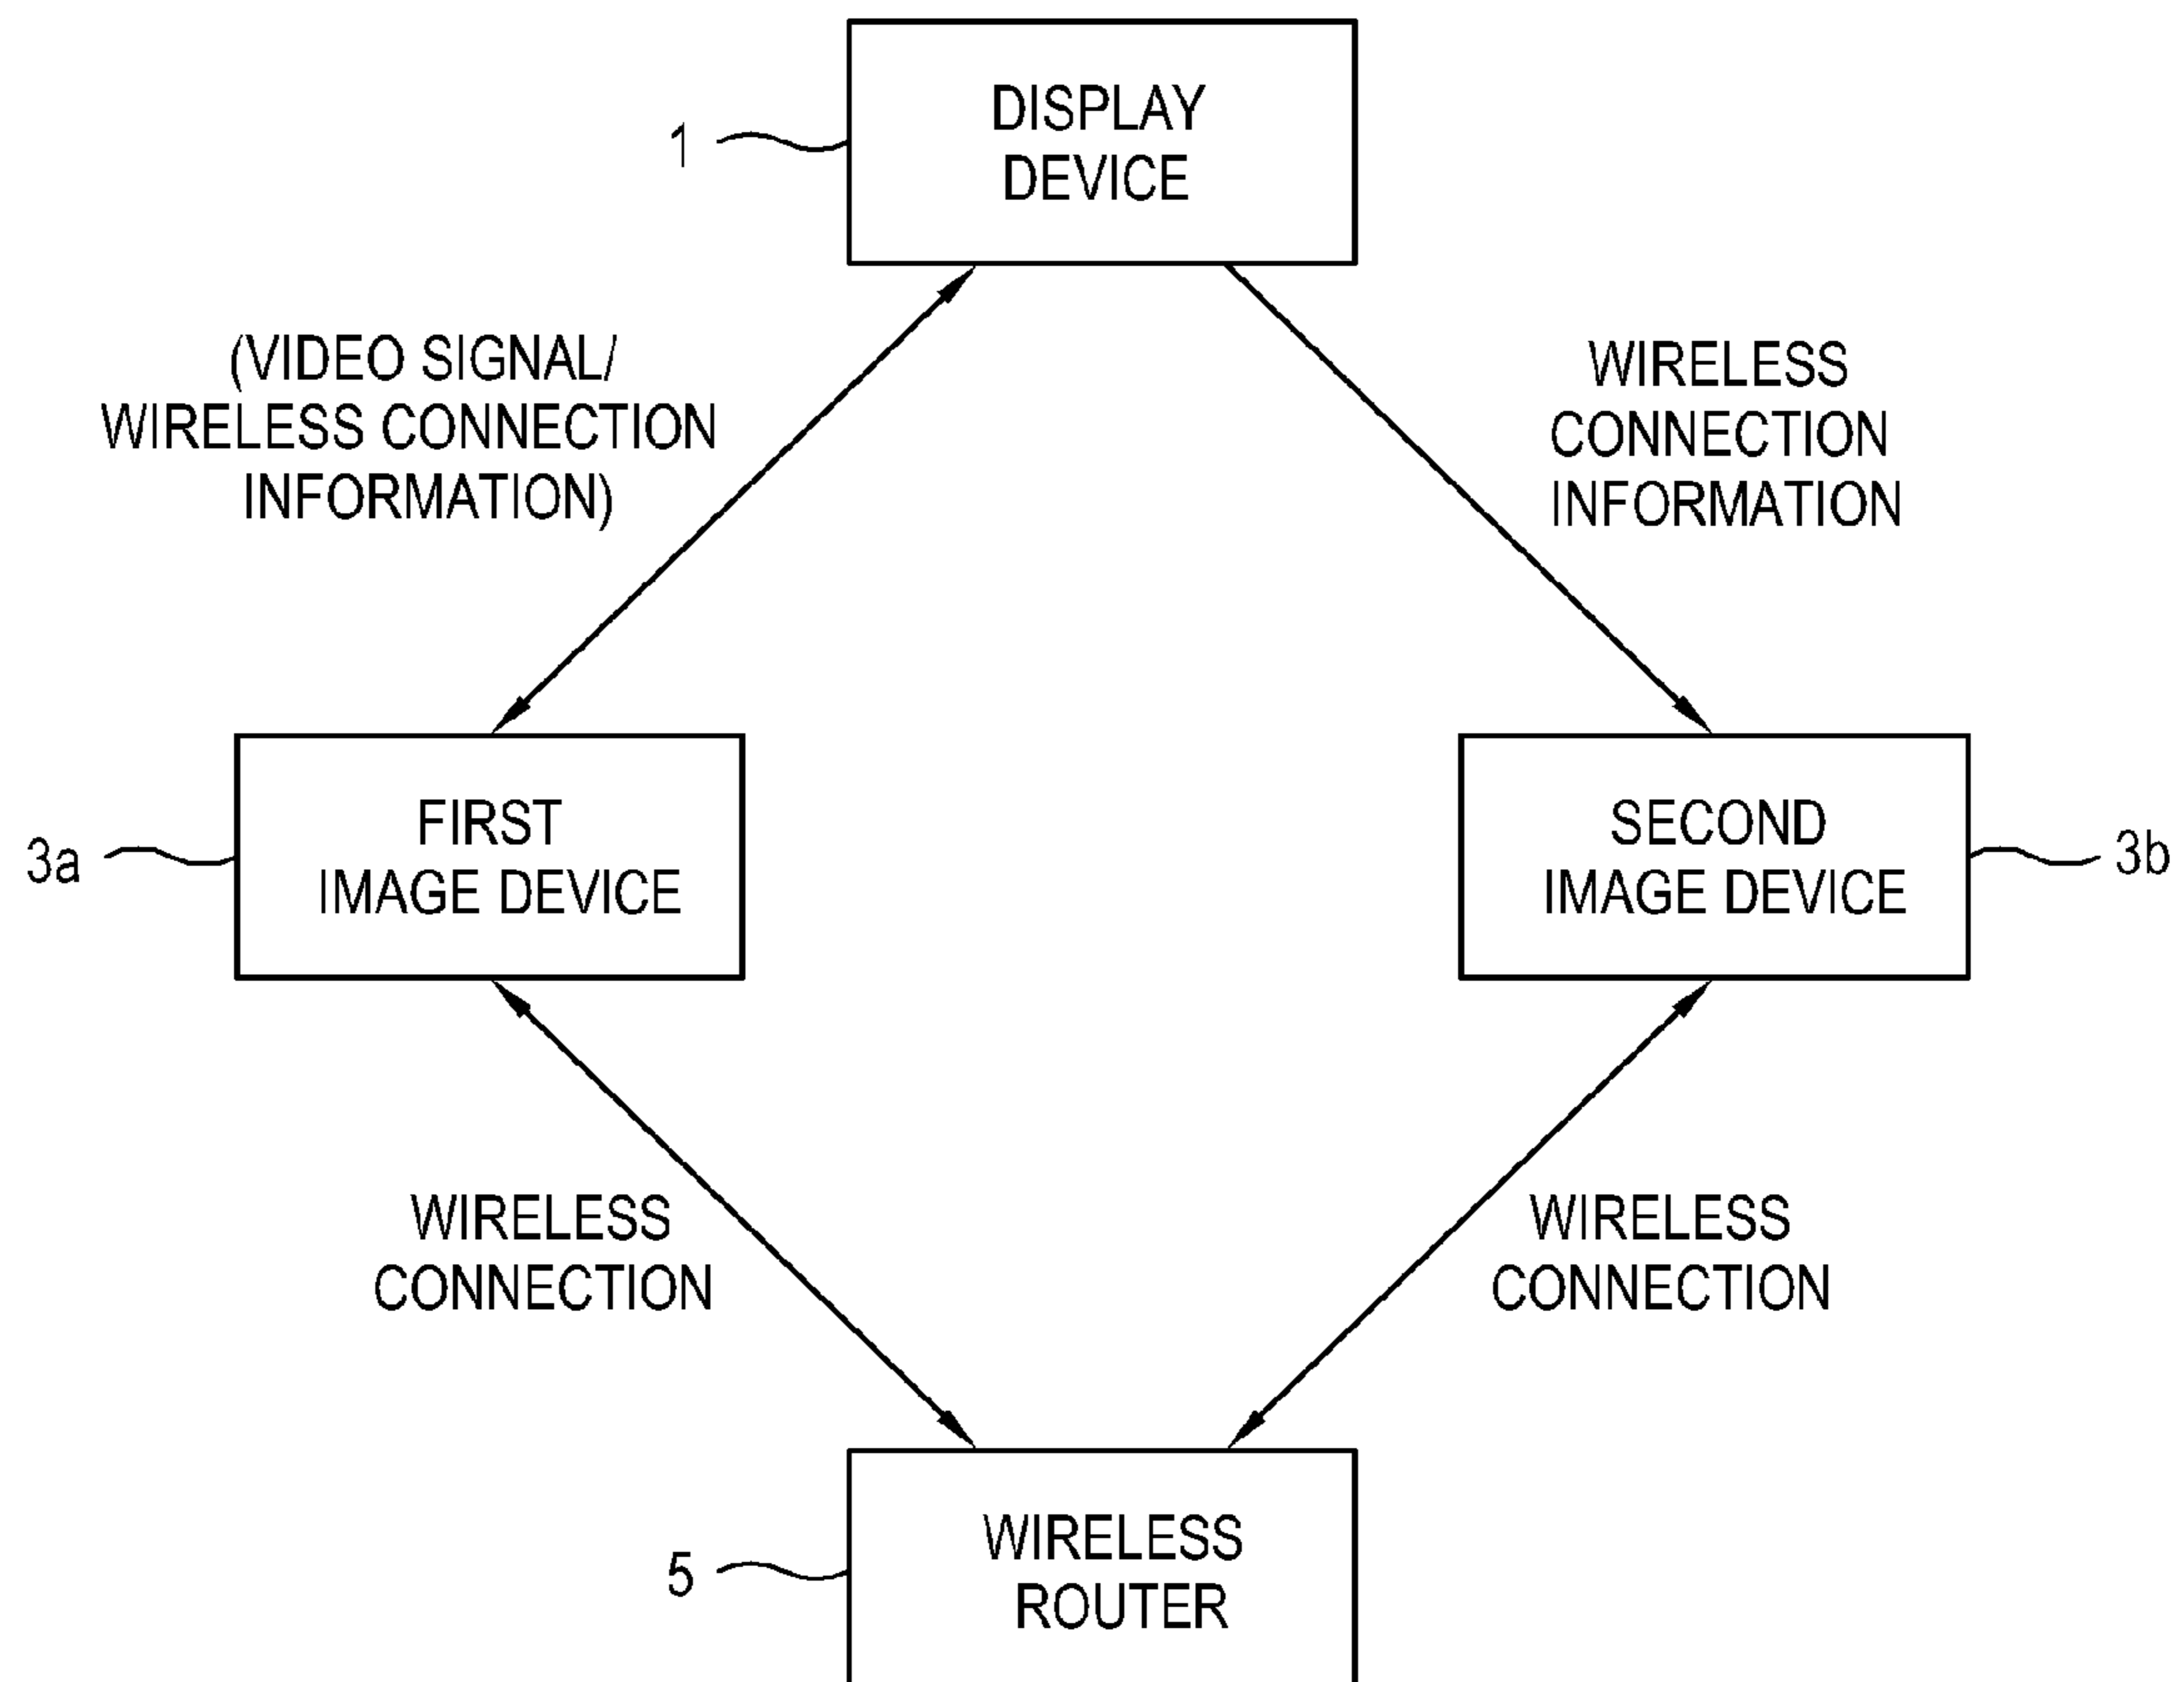 DISPLAY
DEVICE
1
(VIDEO SIGNAL/
WIRELESS CONNECTION
INFORMATION)
WIRELESS
CONNECTION
INFORMATION
FIRST
IMAGE DEVICE
3a
SECOND
IMAGE DEVICE
3b
WIRELESS
CONNECTION
WIRELESS
CONNECTION
WIRELESS
ROUTER
5